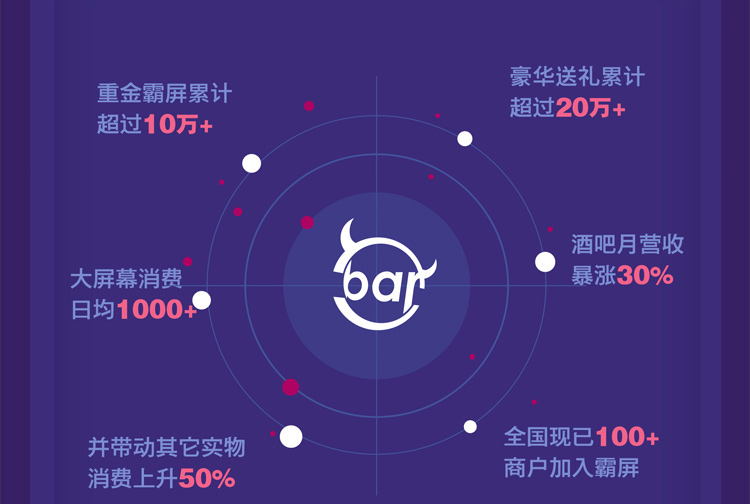 重金霸屏累计
超过10万+
豪华送礼累计
超过20万+
bar
酒吧月营收
暴涨30%
大屏幕消费
日均1000+
并带动其它实物
消费上升50%
全国现已100+
商户加入霸屏